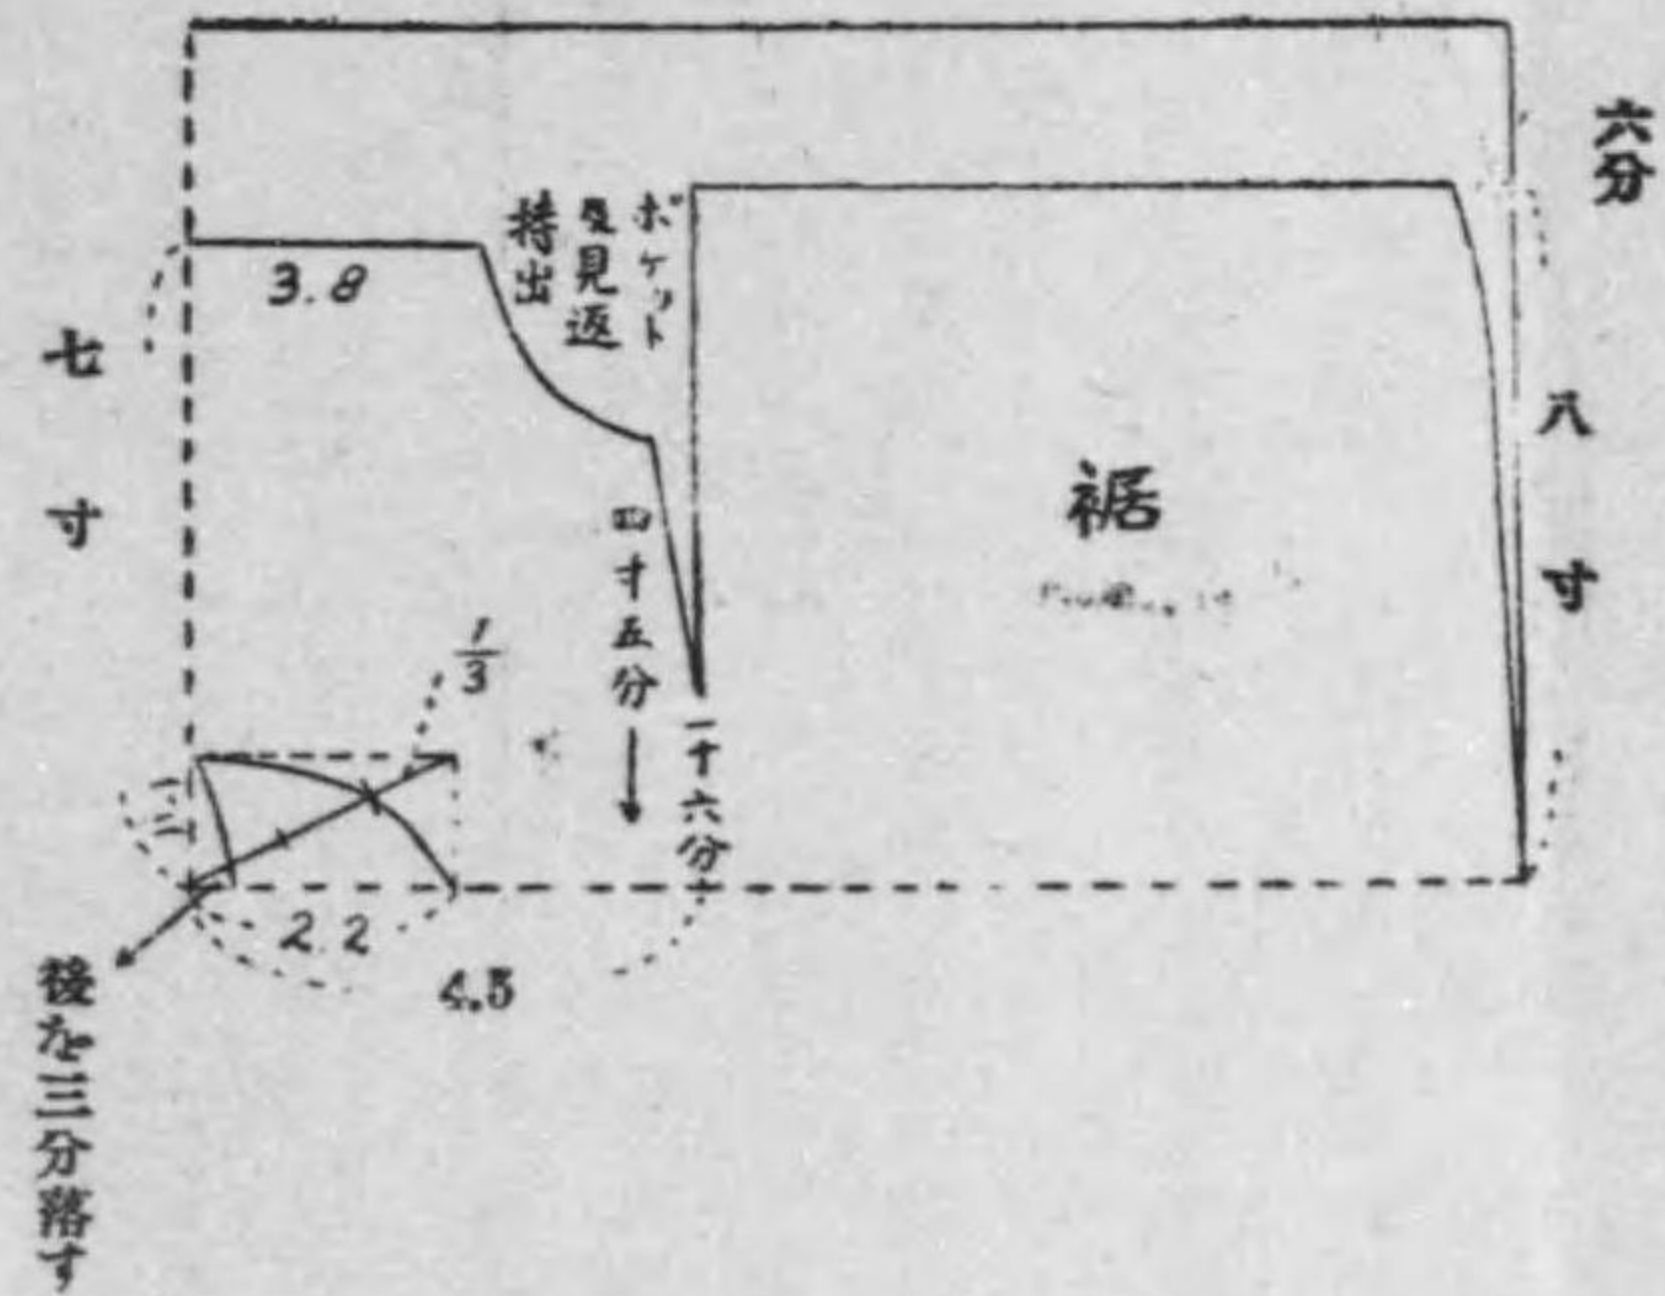 六分
八寸
裾
ポケット
及見返
持出
3.8
四寸五分
一寸六分
1/3
七寸
2.2
4.5
後を三分落す